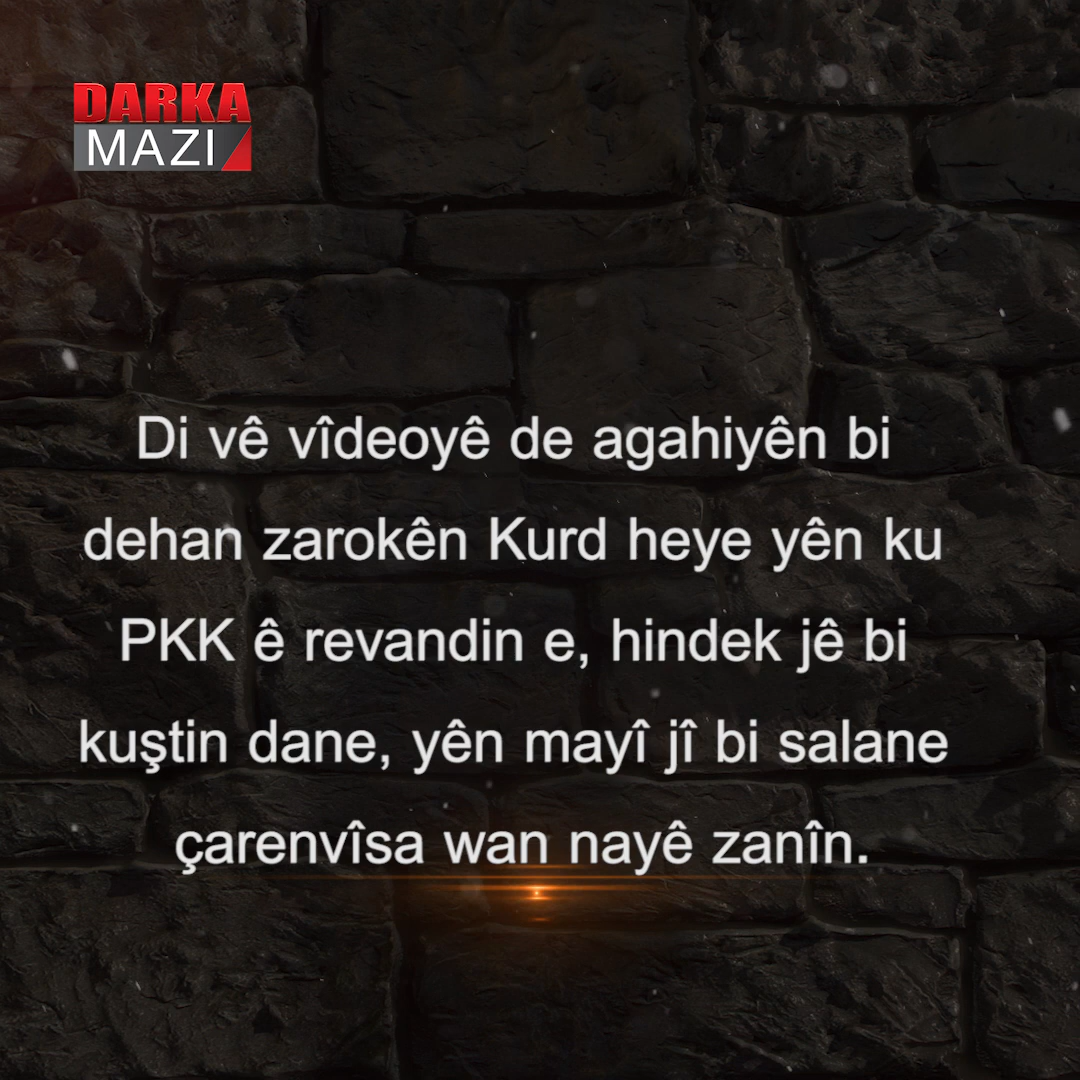 DARKA
MAZI
Di vê vîdeoyê de agahiyên bi
dehan zarokên Kurd heye yên ku
PKK ê revandin e, hindek jê bi
kuştin dane, yên mayî jî bi salane
çarenvîsa wan nayê zanîn.